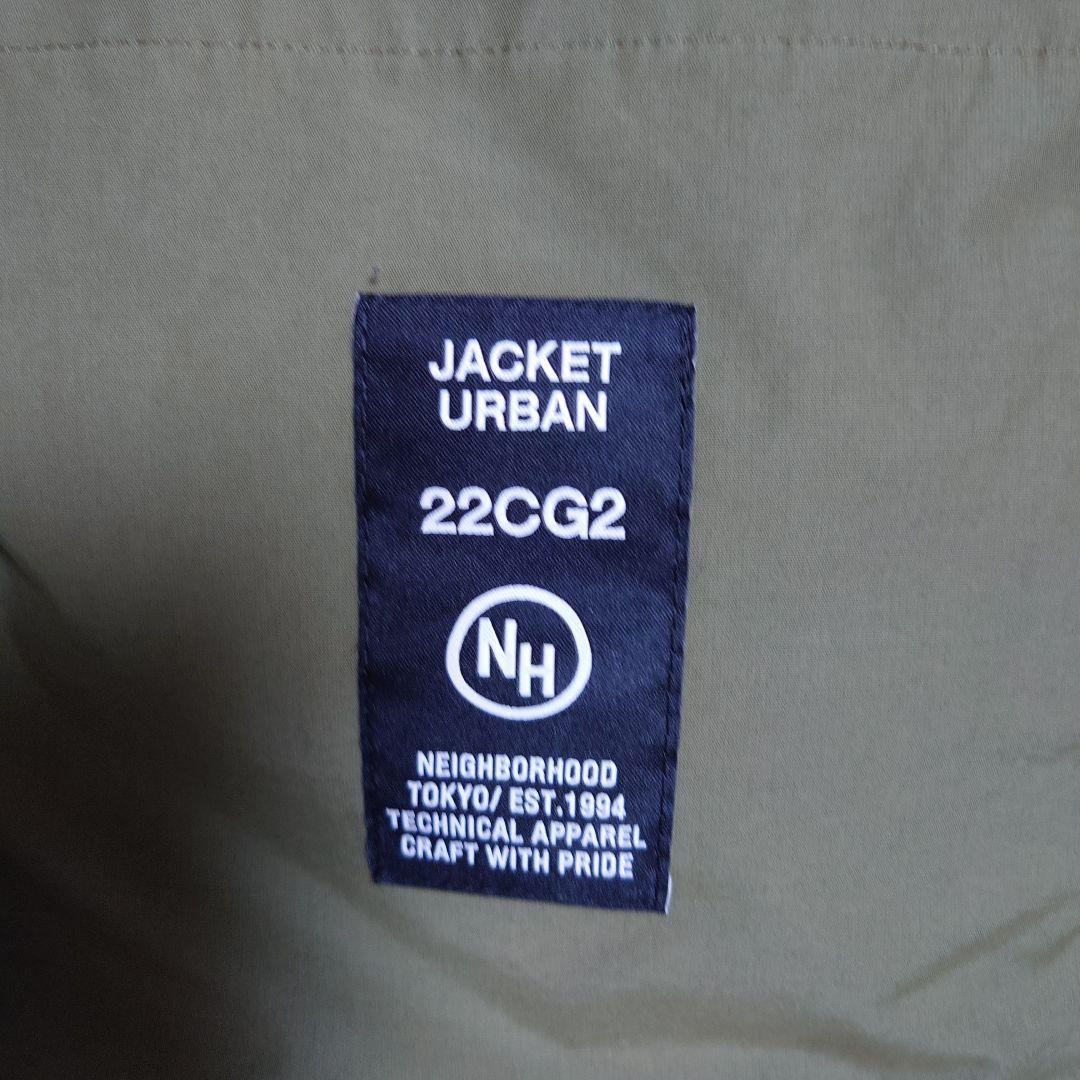 JACKET
URBAN
22CG2
NH
NEIGHBORHOOD
TOKYO/ EST.1994
TECHNICAL APPAREL
CRAFT WITH PRIDE